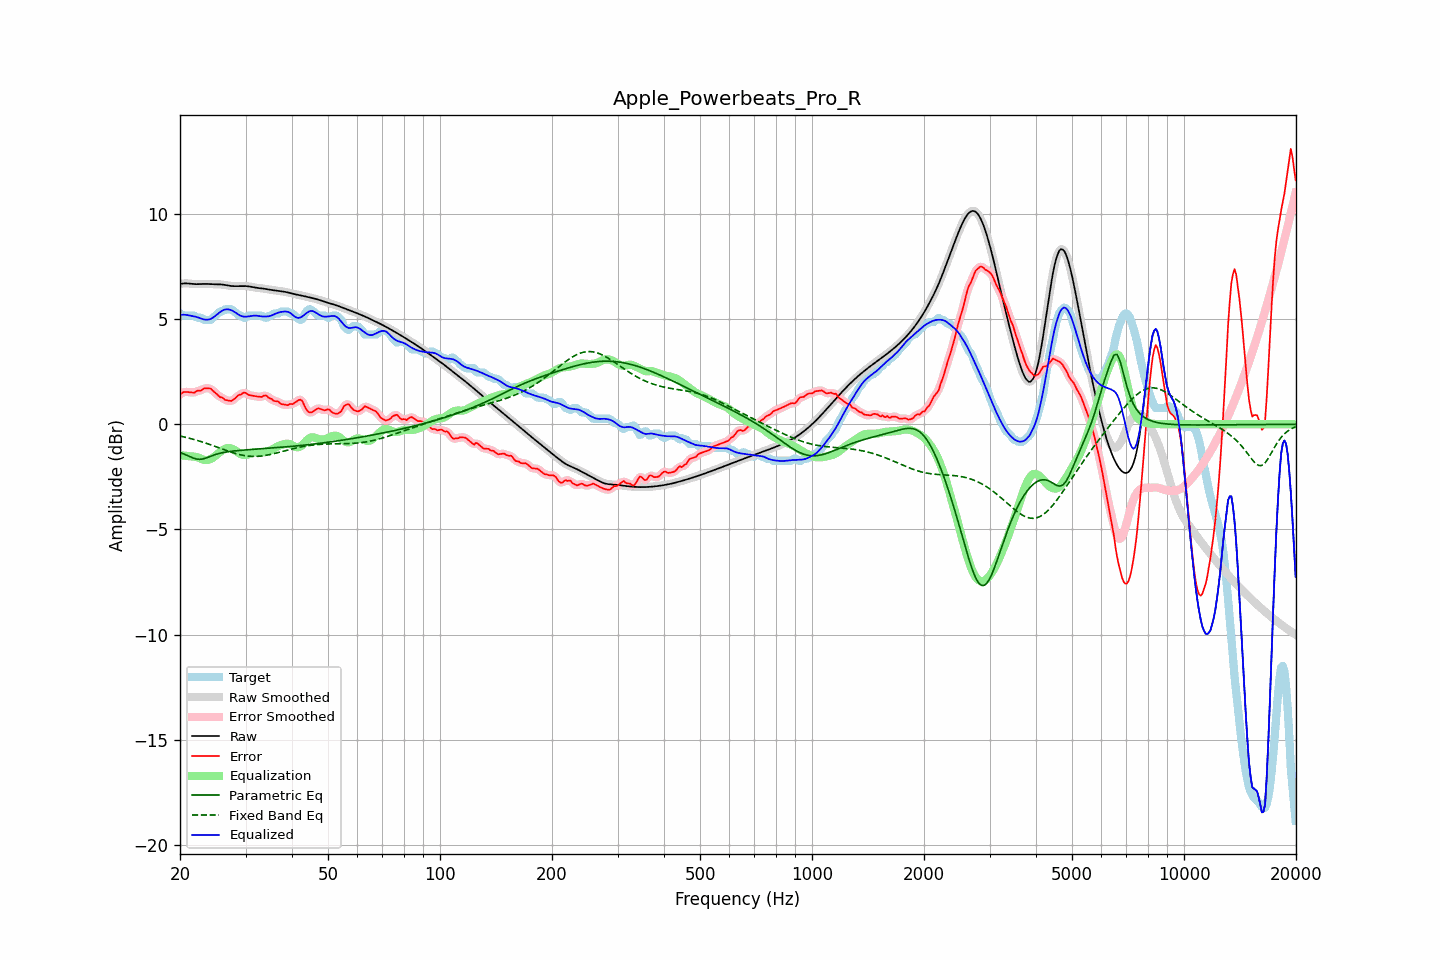 Apple_Powerbeats_Pro_R
Amplitude (dBr)
10
5
0
−5
−10
−15
−20
Target
Raw Smoothed
Error Smoothed
Raw
Error
Equalization
Parametric Eq
Fixed Band Eq
Equalized
20 50 100 200 500 1000 2000 5000 10000 20000
Frequency (Hz)